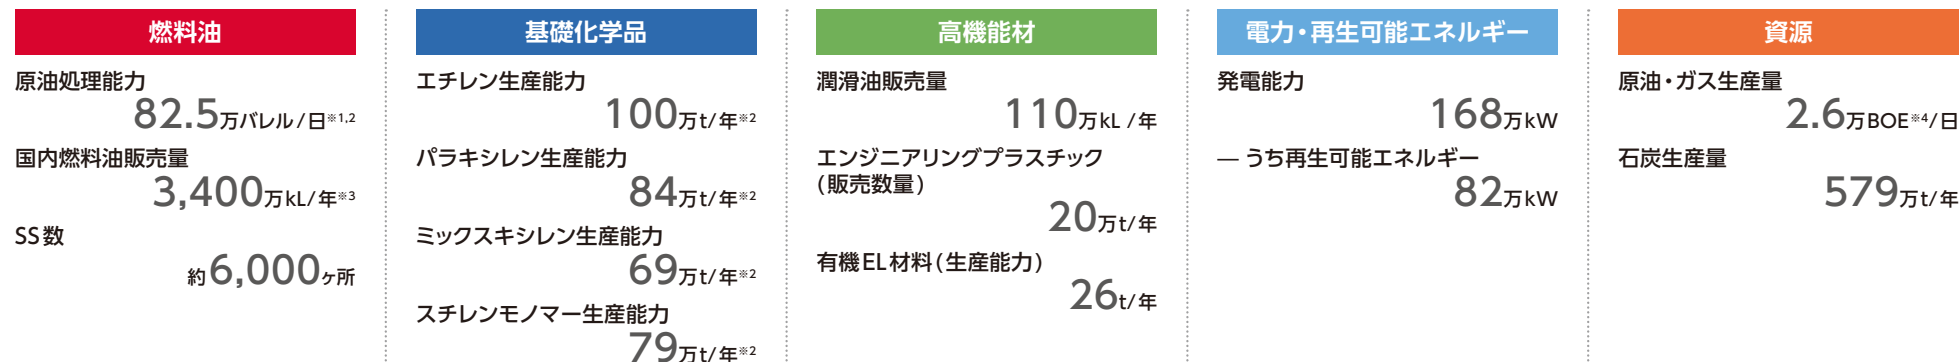 燃料油
原油処理能力
82.5万バレル/日※1,2
国内燃料油販売量
3,400万kL/年※3
SS数
約6,000ヶ所
基礎化学品
エチレン生産能力
100万t/年※2
パラキシレン生産能力
84万t/年※2
ミックスキシレン生産能力
69万t/年※2
スチレンモノマー生産能力
79万t/年※2
高機能材
潤滑油販売量
110万kL /年
エンジニアリングプラスチック
(販売数量)
20万t/年
有機EL材料(生産能力)
26t/年
電力・再生可能エネルギー
発電能力
168万kW
― うち再生可能エネルギー
82万kW
資源
原油・ガス生産量
2.6万BOE※4/日
石炭生産量
579万t/年